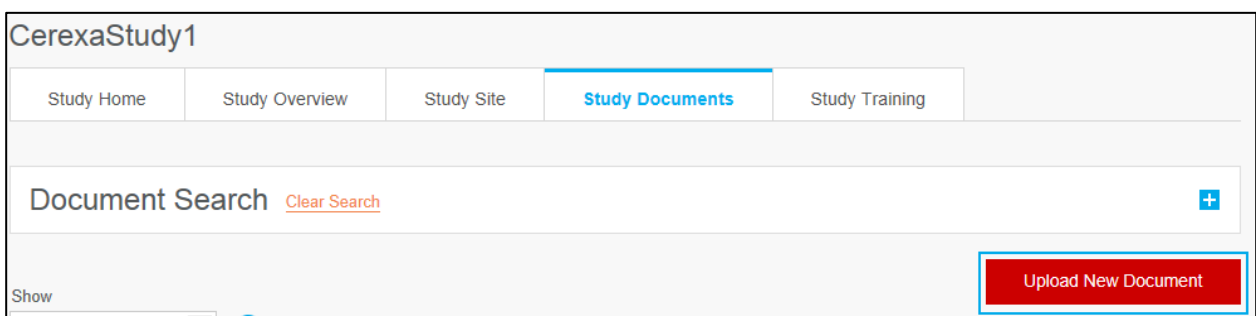 CerexaStudy1
Study Home Study Overview Study Site Study Documents Study Training
Document Search Clear Search
Upload New Document
Show